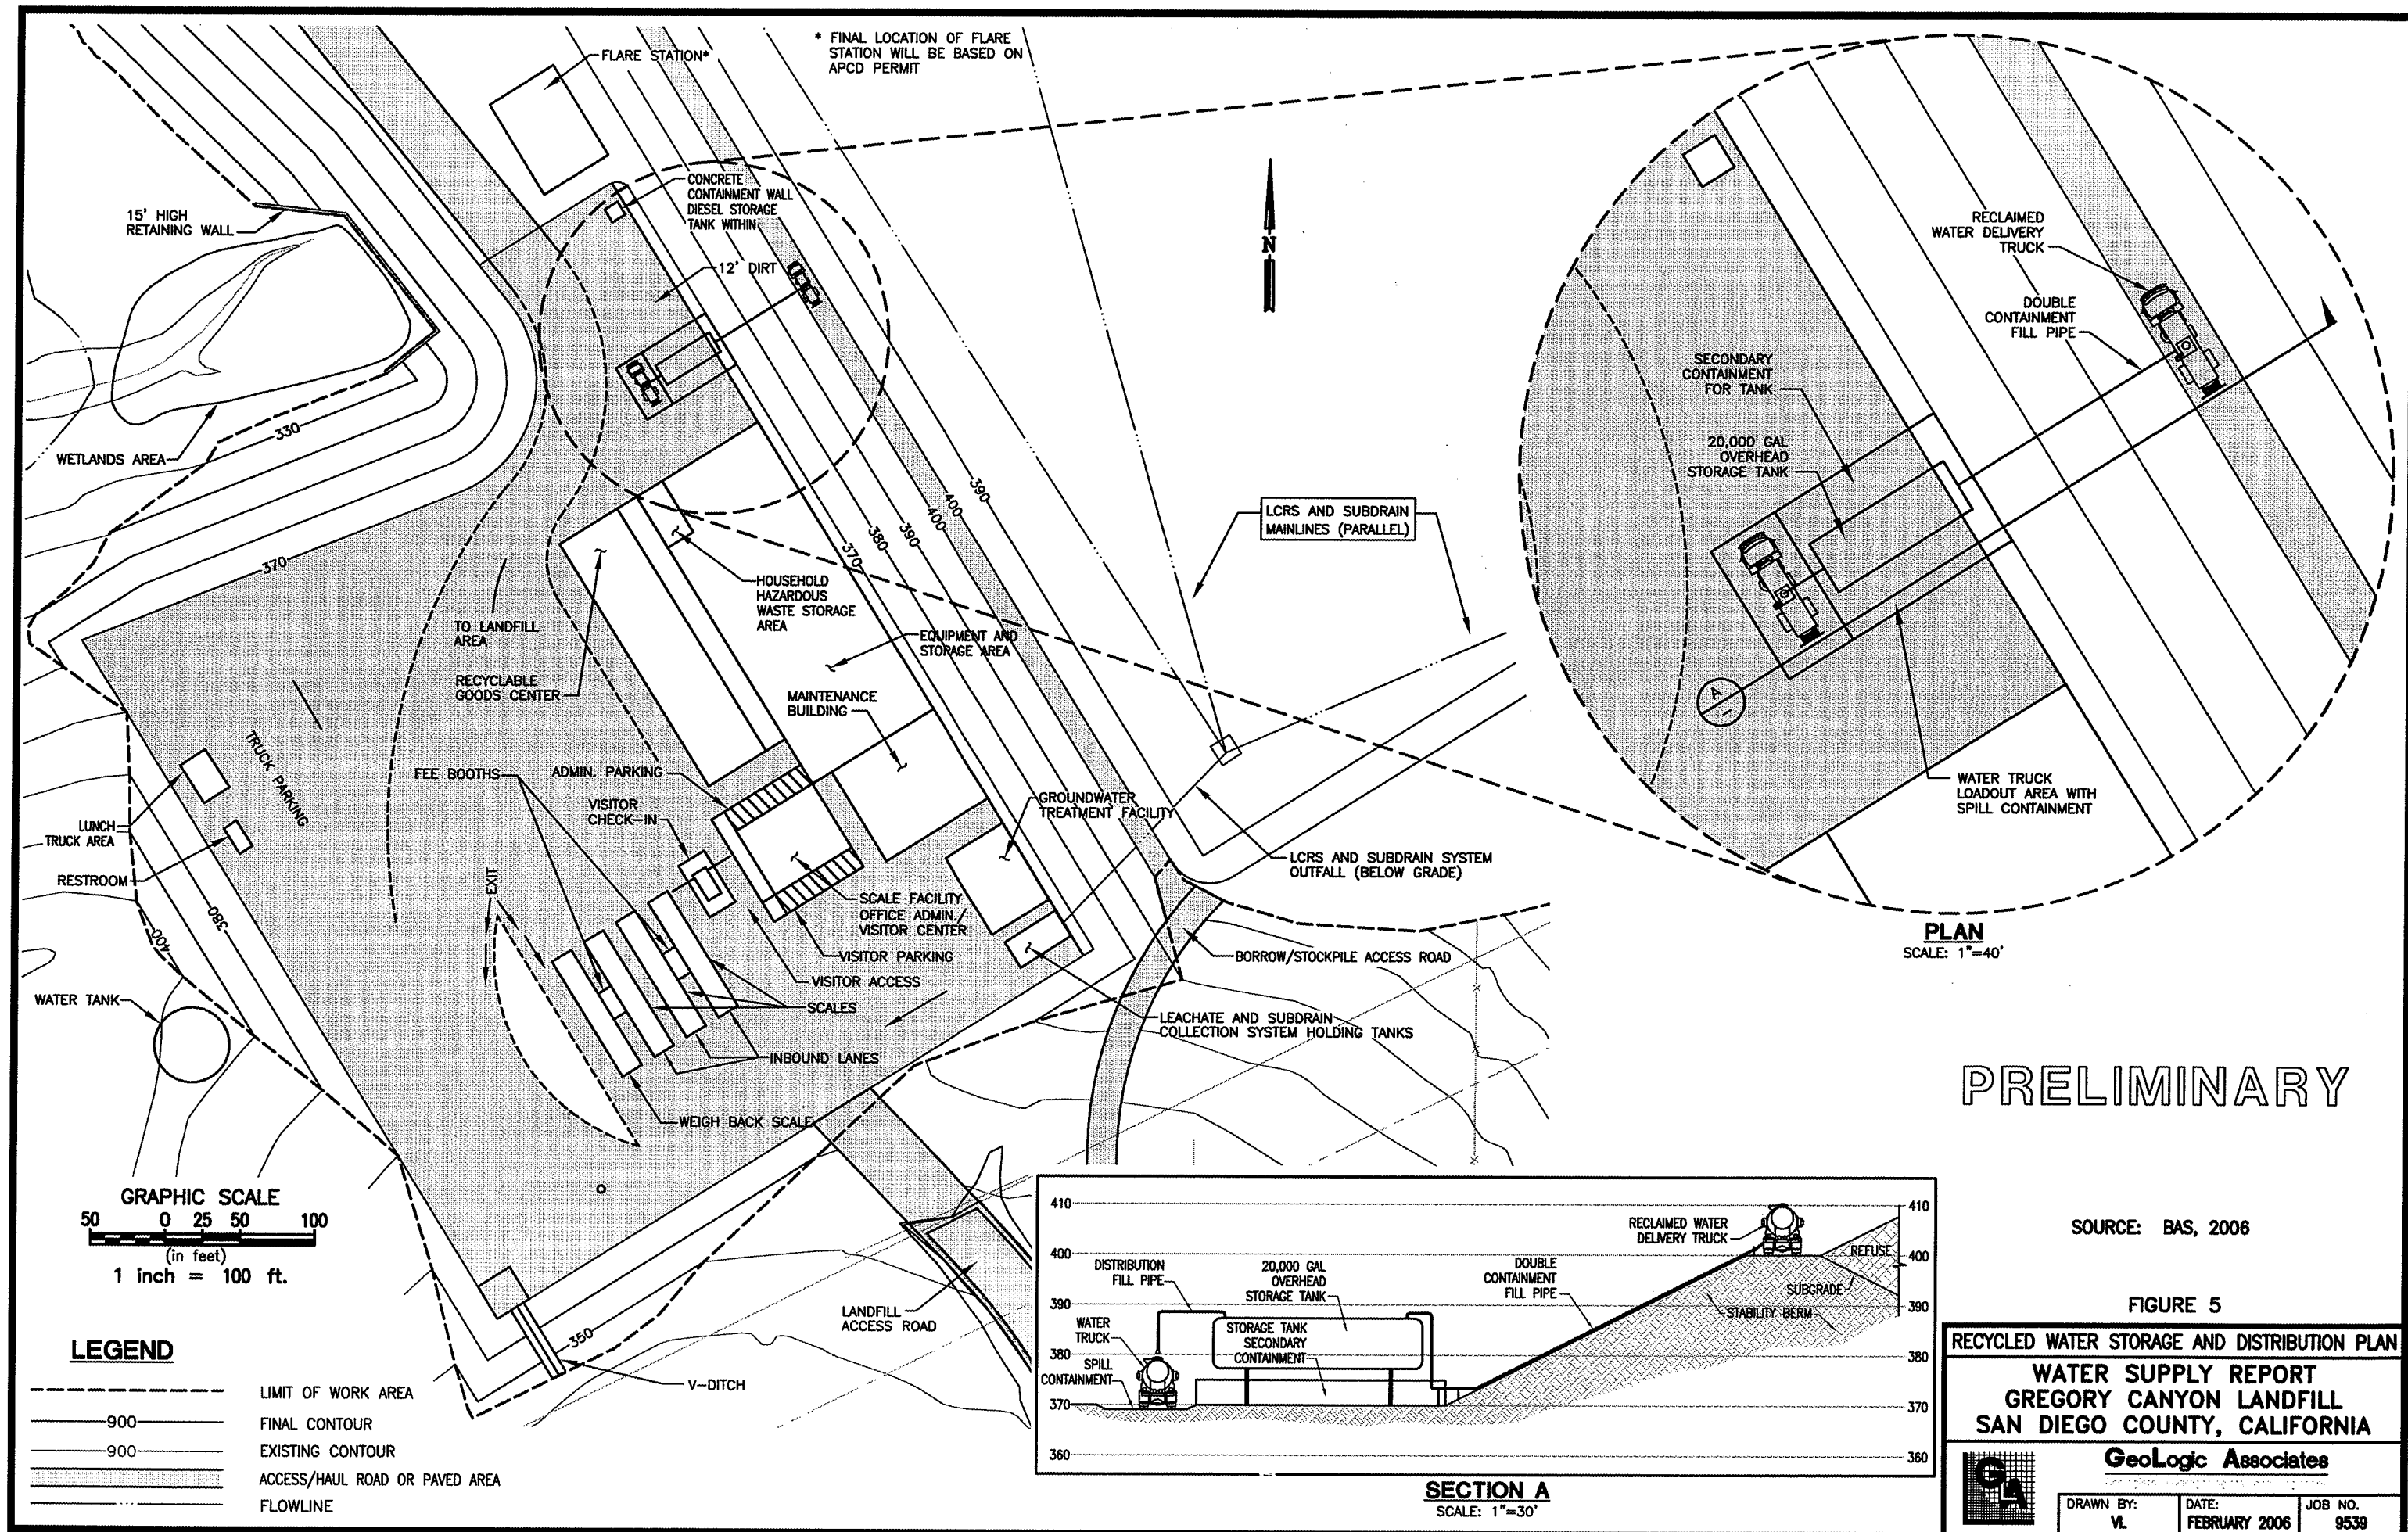 FLARE STATION*
* FINAL LOCATION OF FLARE
STATION WILL BE BASED ON
APCD PERMIT
CONCRETE
CONTAINMENT WALL
DIESEL STORAGE
TANK WITHIN
15' HIGH
RETAINING WALL
12' DIRT
N
330
WETLANDS AREA
370
390
400
400
390
380
370
LCRS AND SUBDRAIN
MAINLINES (PARALLEL)
HOUSEHOLD
HAZARDOUS
WASTE STORAGE
AREA
TO LANDFILL
AREA
EQUIPMENT AND
STORAGE AREA
RECYCLABLE
GOODS CENTER
MAINTENANCE
BUILDING
TRUCK PARKING
FEE BOOTHS
ADMIN. PARKING
VISITOR
CHECK-IN
GROUNDWATER
TREATMENT FACILITY
LUNCH
TRUCK AREA
RESTROOM
EXIT
LCRS AND SUBDRAIN SYSTEM
OUTFALL (BELOW GRADE)
380
400
SCALE FACILITY
OFFICE ADMIN./
VISITOR CENTER
VISITOR PARKING
BORROW/STOCKPILE ACCESS ROAD
VISITOR ACCESS
WATER TANK
SCALES
LEACHATE AND SUBDRAIN
COLLECTION SYSTEM HOLDING TANKS
INBOUND LANES
WEIGH BACK SCALE
LANDFILL
ACCESS ROAD
350
V-DITCH
RECLAIMED
WATER DELIVERY
TRUCK
DOUBLE
CONTAINMENT
FILL PIPE
SECONDARY
CONTAINMENT
FOR TANK
20,000 GAL
OVERHEAD
STORAGE TANK
A
–
WATER TRUCK
LOADOUT AREA WITH
SPILL CONTAINMENT
PLAN
SCALE: 1"=40'
PRELIMINARY
GRAPHIC SCALE
50 0 25 50 100
(in feet)
1 inch = 100 ft.
LEGEND
LIMIT OF WORK AREA
900 FINAL CONTOUR
900 EXISTING CONTOUR
ACCESS/HAUL ROAD OR PAVED AREA
FLOWLINE
410 410
400 400
390 390
380 380
370 370
360 360
RECLAIMED WATER
DELIVERY TRUCK
REFUSE
SUBGRADE
STABILITY BERM
DISTRIBUTION
FILL PIPE
20,000 GAL
OVERHEAD
STORAGE TANK
DOUBLE
CONTAINMENT
FILL PIPE
WATER
TRUCK
STORAGE TANK
SECONDARY
CONTAINMENT
SPILL
CONTAINMENT
SECTION A
SCALE: 1"=30'
SOURCE: BAS, 2006
FIGURE 5
RECYCLED WATER STORAGE AND DISTRIBUTION PLAN
WATER SUPPLY REPORT
GREGORY CANYON LANDFILL
SAN DIEGO COUNTY, CALIFORNIA
GLA
GeoLogic Associates
DRAWN BY:
VL
DATE:
FEBRUARY 2006
JOB NO.
9539